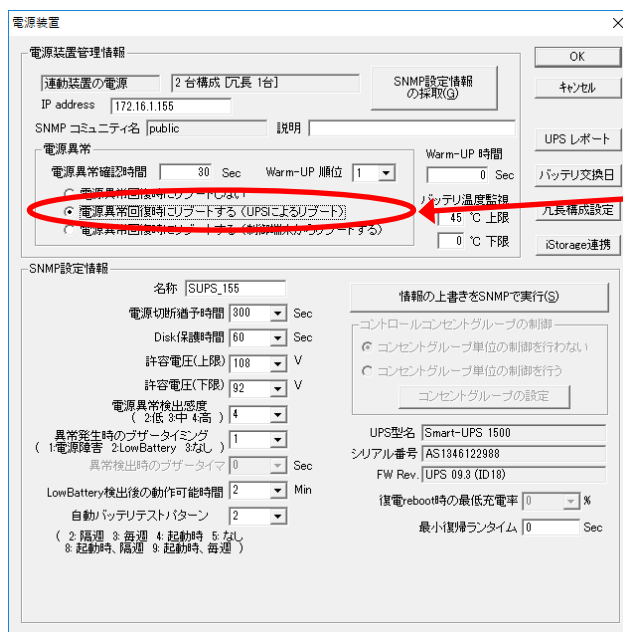 電源装置
電源装置管理情報
連動装置の電源 2 台構成 [冗長 1台]
SNMP設定情報
の採取(G)
IP address 172.16.1.155
SNMP コミュニティ名 public 説明
OK
キャンセル
UPS レポート
バッテリ交換日
冗長構成設定
iStorage連携
電源異常
電源異常確認時間 30 Sec Warm-UP 順位 1
電源異常回復時にリブートしない
電源異常回復時にリブートする (UPSによるリブート)
電源異常回復時にリブートする (制御端末からリブートする)
Warm-UP 時間
0 Sec
バッテリ温度監視
45 ℃ 上限
0 ℃ 下限
SNMP設定情報
名称 SUPS_155
電源切断猶予時間 300 Sec
Disk保護時間 60 Sec
許容電圧(上限) 108 V
許容電圧(下限) 92 V
電源異常検出感度
( 2:低 3:中 4:高 ) 4
異常発生時のブザータイミング
( 1:電源障害 2:LowBattery 3:なし ) 1
異常検出時のブザータイマ 0 Sec
LowBattery検出後の動作可能時間 2 Min
自動バッテリテストパターン 2
( 2:隔週 3:毎週 4:起動時 5:なし
8:起動時、隔週 9:起動時、毎週 )
情報の上書きをSNMPで実行(S)
コントロールコンセントグループの制御
コンセントグループ単位の制御を行わない
コンセントグループ単位の制御を行う
コンセントグループの設定
UPS型名 Smart-UPS 1500
シリアル番号 AS1346122988
FW Rev. UPS 09.3 (ID18)
復電reboot時の最低充電率 0 %
最小復帰ランタイム 0 Sec